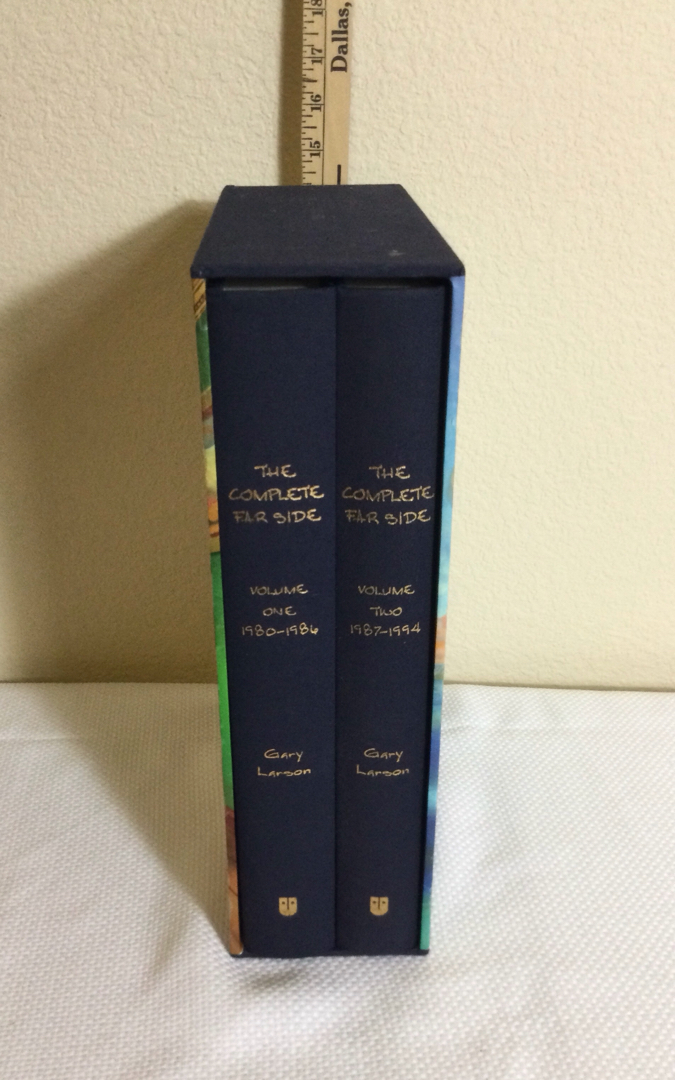 18
17
16
15
Dallas,
THE
COMPLETE
FAR SIDE
VOLUME
ONE
1980-1986
Gary
Larson
THE
COMPLETE
FAR SIDE
VOLUME
TWO
1987-1994
Gary
Larson